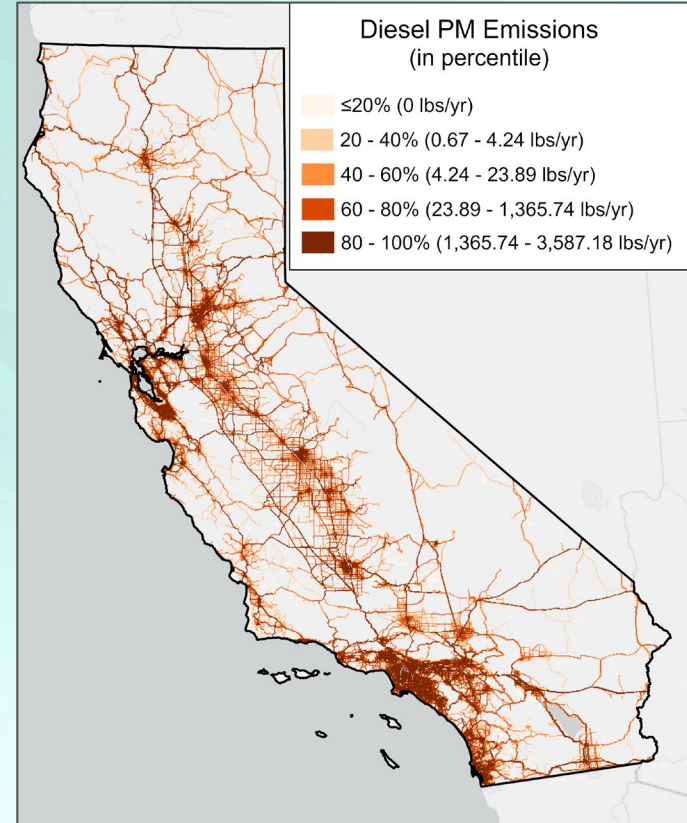 Diesel PM Emissions
(in percentile)
≤20% (0 lbs/yr)
20 - 40% (0.67 - 4.24 lbs/yr)
40 - 60% (4.24 - 23.89 lbs/yr)
60 - 80% (23.89 - 1,365.74 lbs/yr)
80 - 100% (1,365.74 - 3,587.18 lbs/yr)